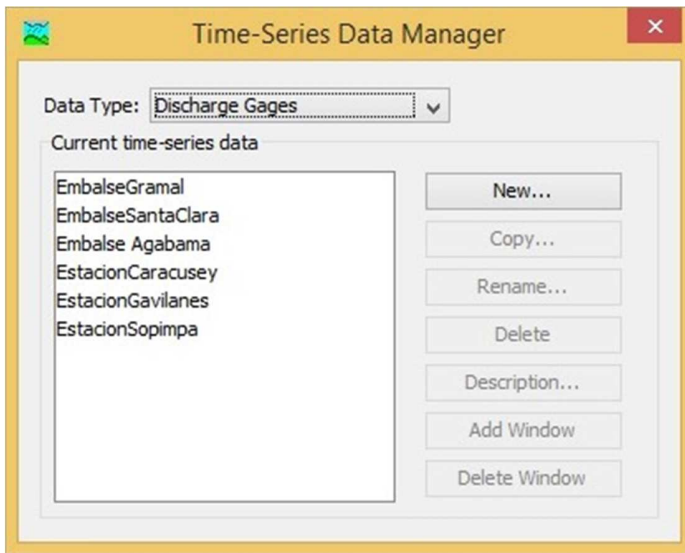 Time-Series Data Manager
Data Type: Discharge Gages
Current time-series data
EmbalseGramal
EmbalseSantaClara
Embalse Agabama
EstacionCaracusey
EstacionGavilanes
EstacionSopimpa
New...
Copy...
Rename...
Delete
Description...
Add Window
Delete Window